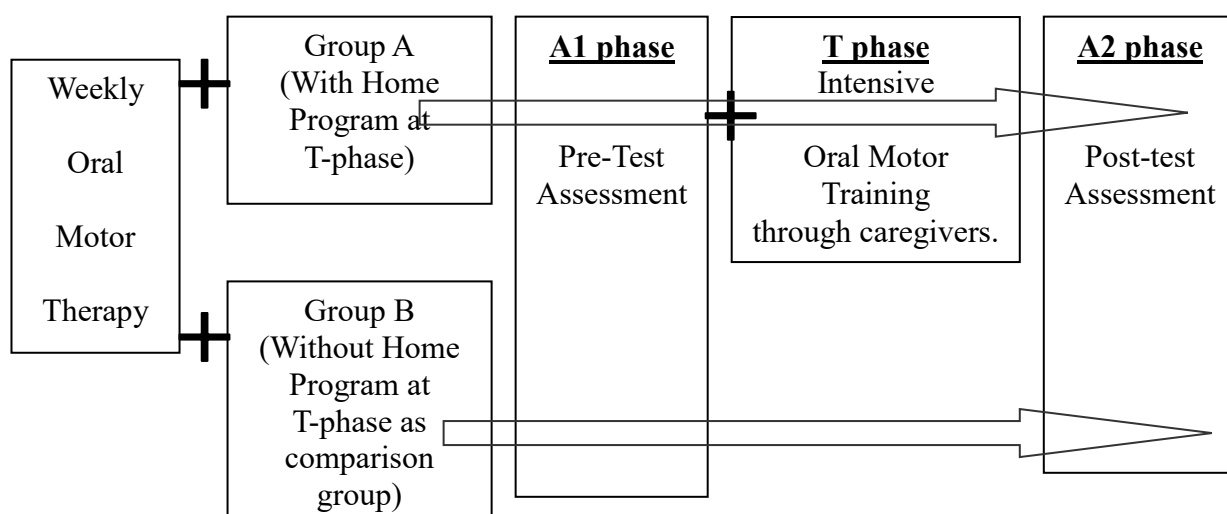 Weekly
Oral
Motor
Therapy
Group A
(With Home
Program at
T-phase)
A1 phase
Pre-Test
Assessment
T phase
Intensive
Oral Motor
Training
through caregivers.
A2 phase
Post-test
Assessment
Group B
(Without Home
Program at
T-phase as
comparison
group)